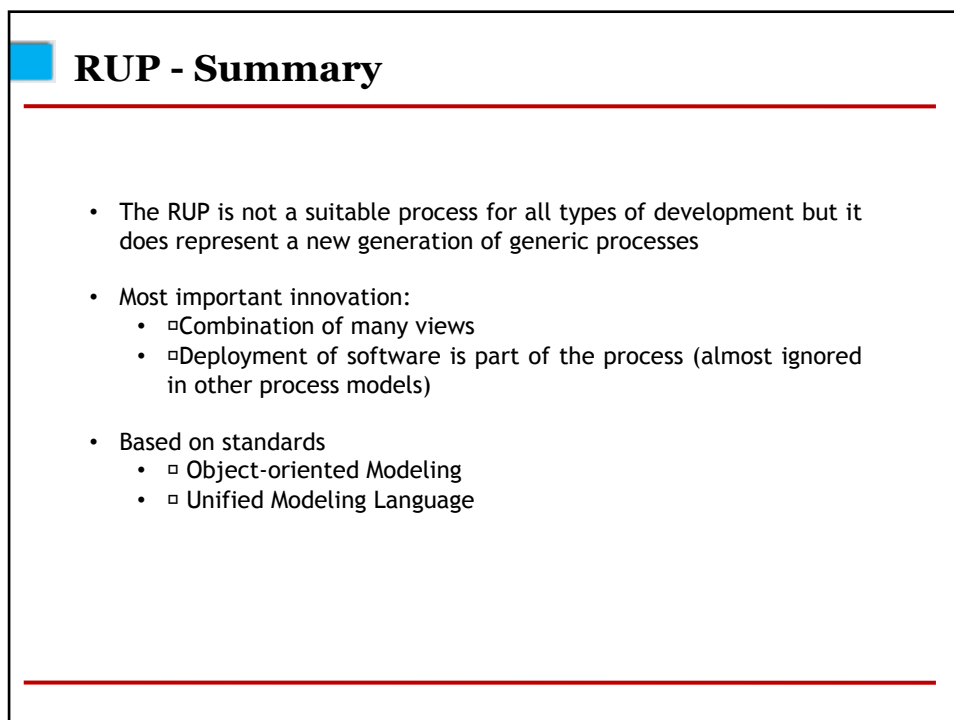 RUP - Summary
• The RUP is not a suitable process for all types of development but it
does represent a new generation of generic processes
• Most important innovation:
• ▫Combination of many views
• ▫Deployment of software is part of the process (almost ignored
in other process models)
• Based on standards
• ▫ Object-oriented Modeling
• ▫ Unified Modeling Language